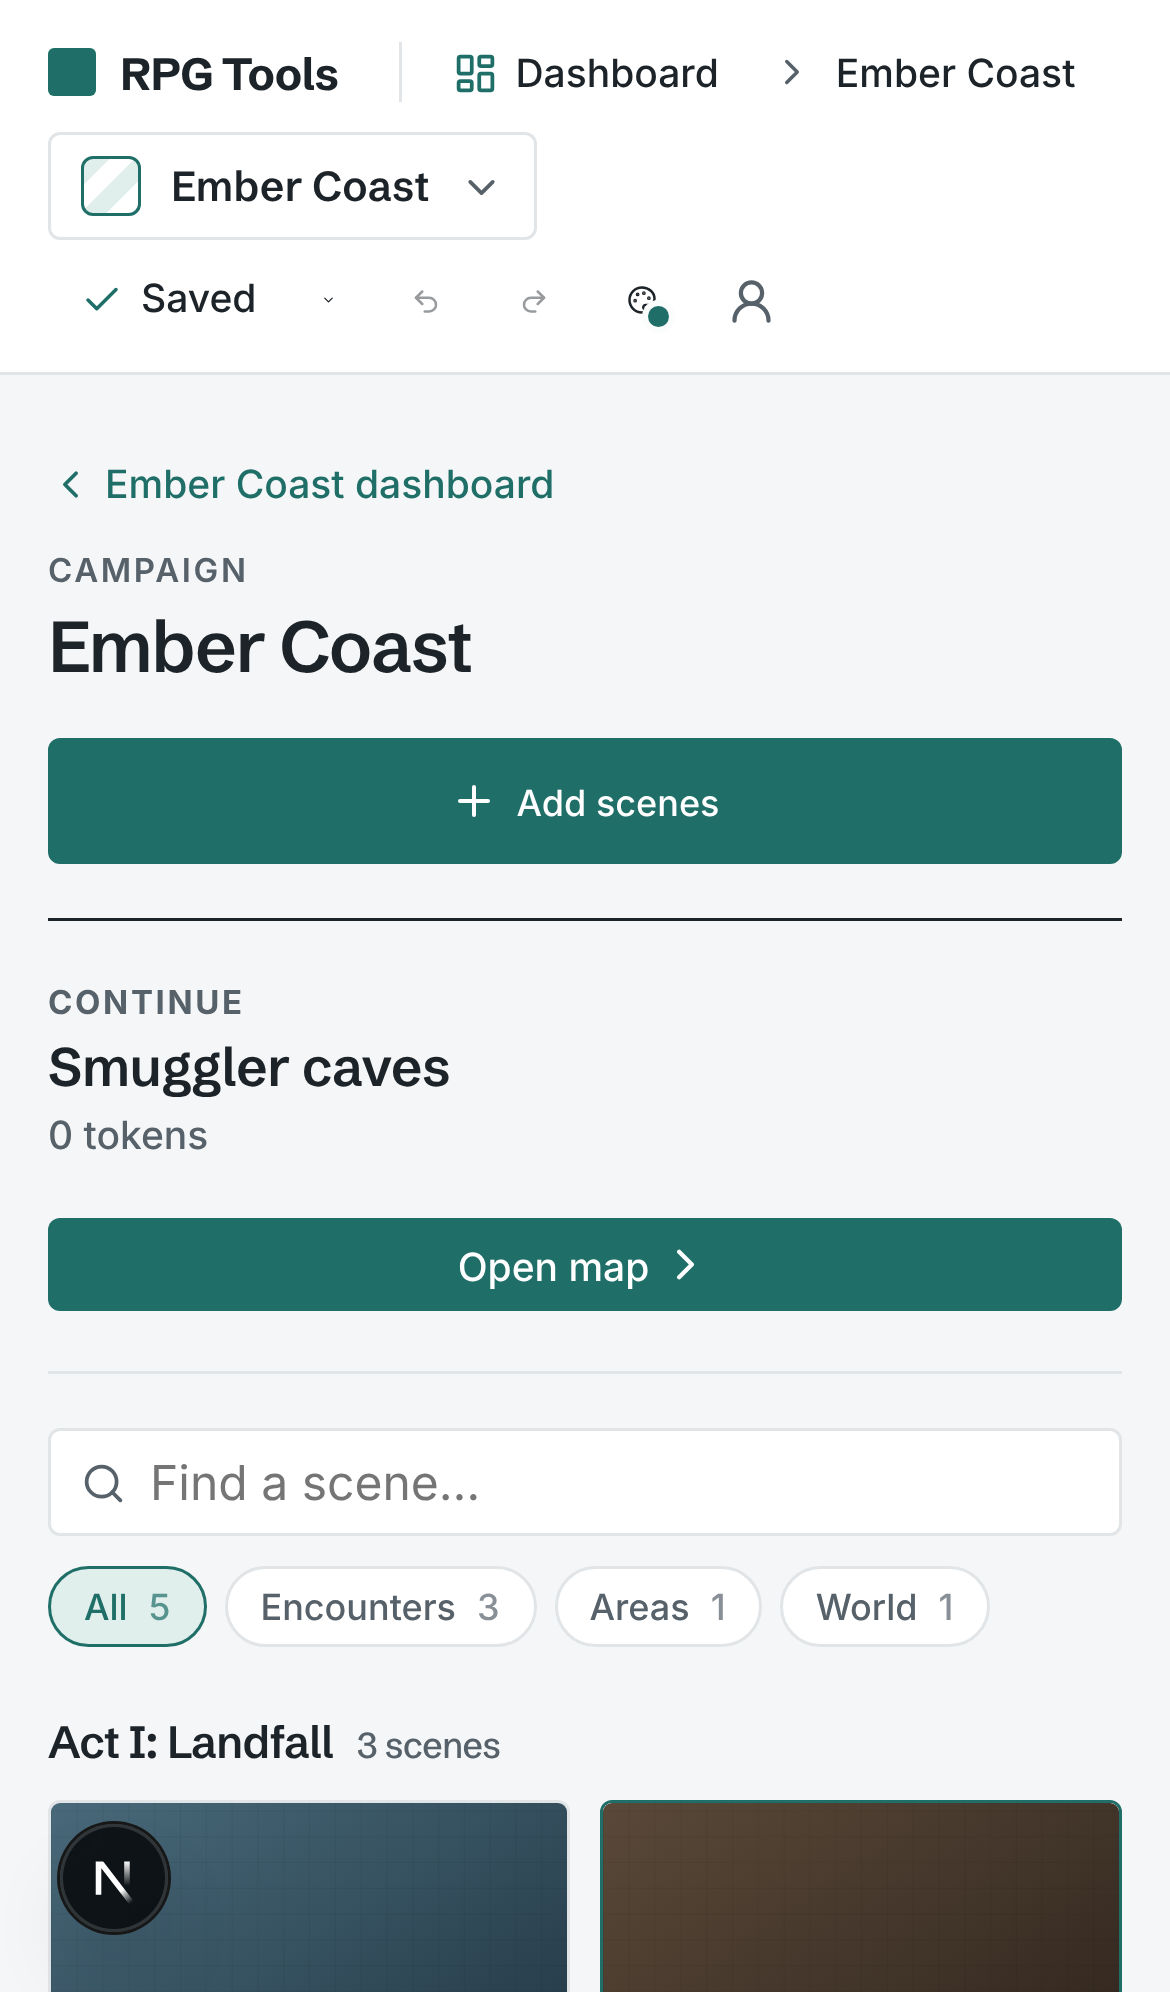 RPG Tools
Dashboard > Ember Coast
Ember Coast
Saved
Ember Coast dashboard
CAMPAIGN
Ember Coast
+ Add scenes
CONTINUE
Smuggler caves
0 tokens
Open map
Find a scene...
All 5 Encounters 3 Areas 1 World 1
Act I: Landfall 3 scenes
N